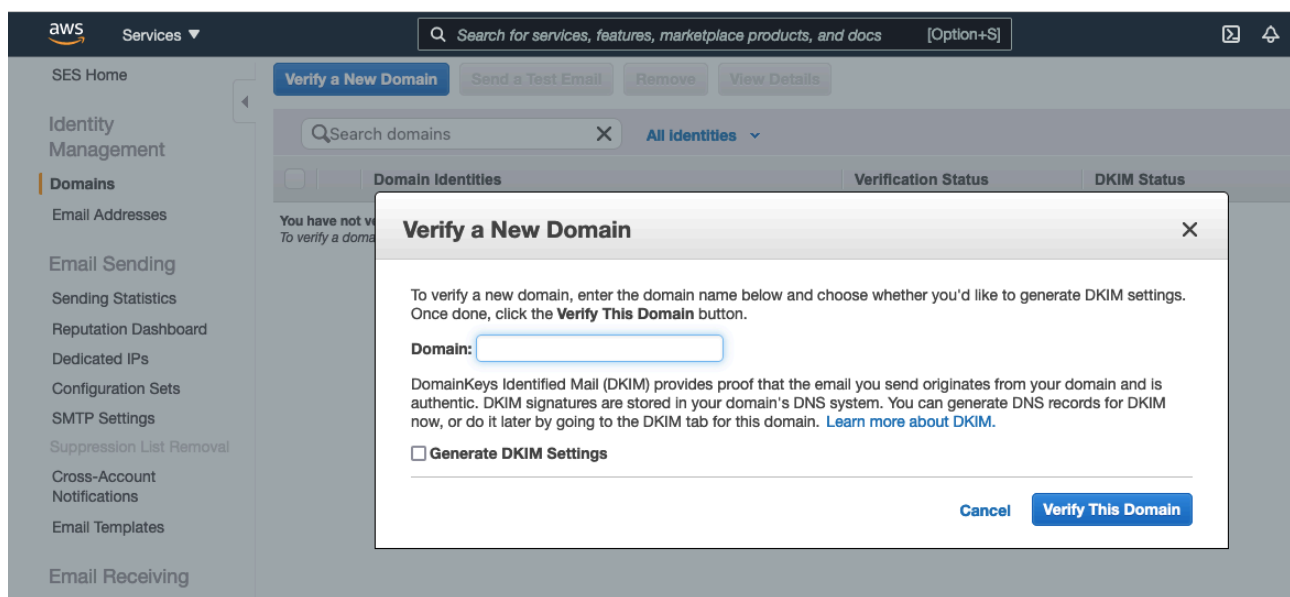 aws
Services ▼
Search for services, features, marketplace products, and docs [Option+S]
SES Home
Identity
Management
Domains
Email Addresses
Email Sending
Sending Statistics
Reputation Dashboard
Dedicated IPs
Configuration Sets
SMTP Settings
Suppression List Removal
Cross-Account
Notifications
Email Templates
Email Receiving
Verify a New Domain Send a Test Email Remove View Details
Search domains All identities
Domain Identities Verification Status DKIM Status
You have not ve
To verify a doma
Verify a New Domain
To verify a new domain, enter the domain name below and choose whether you'd like to generate DKIM settings.
Once done, click the Verify This Domain button.
Domain:
DomainKeys Identified Mail (DKIM) provides proof that the email you send originates from your domain and is
authentic. DKIM signatures are stored in your domain's DNS system. You can generate DNS records for DKIM
now, or do it later by going to the DKIM tab for this domain. Learn more about DKIM.
Generate DKIM Settings
Cancel Verify This Domain